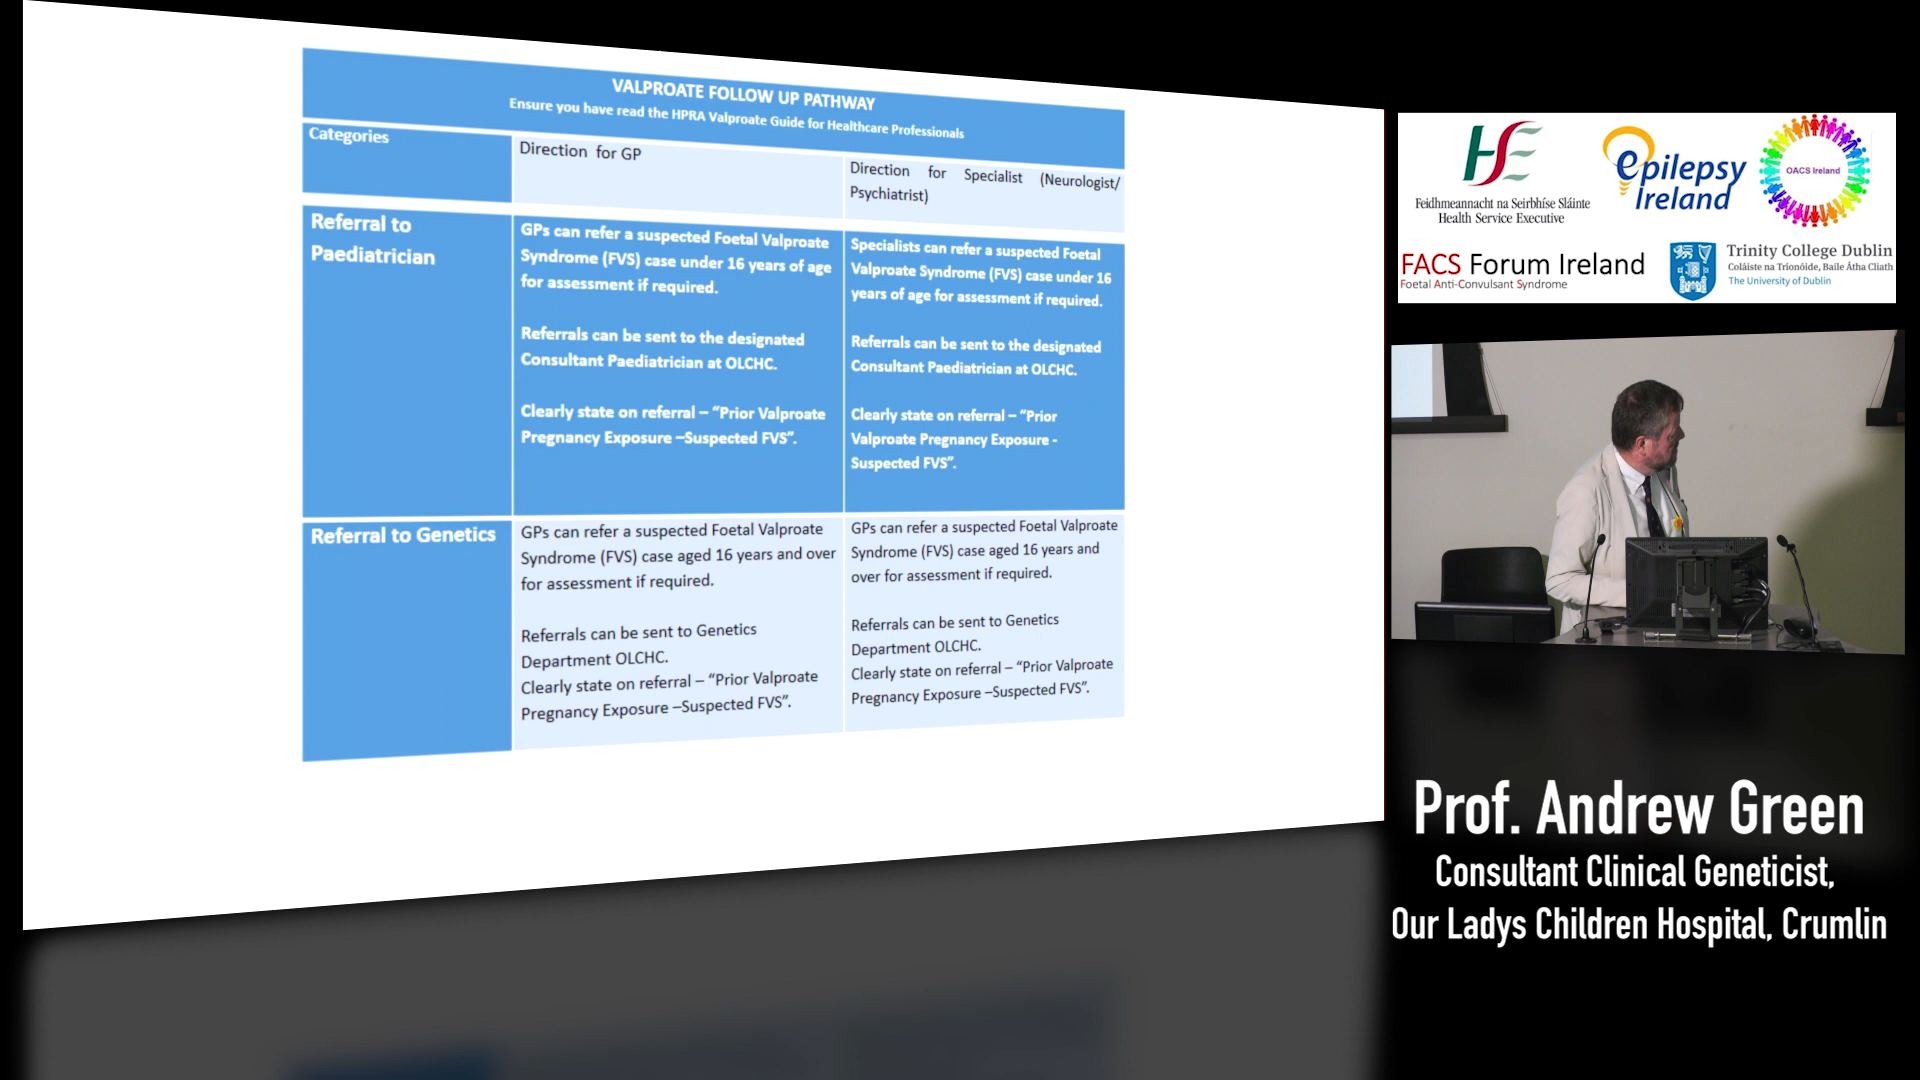 VALPROATE FOLLOW UP PATHWAY
Ensure you have read the HPRA Valproate Guide for Healthcare Professionals
Categories
Direction for GP
Direction for Specialist (Neurologist/
Psychiatrist)
Referral to
Paediatrician
GPs can refer a suspected Foetal Valproate
Syndrome (FVS) case under 16 years of age
for assessment if required.
Referrals can be sent to the designated
Consultant Paediatrician at OLCHC.
Clearly state on referral – “Prior Valproate
Pregnancy Exposure –Suspected FVS”.
Specialists can refer a suspected Foetal
Valproate Syndrome (FVS) case under 16
years of age for assessment if required.
Referrals can be sent to the designated
Consultant Paediatrician at OLCHC.
Clearly state on referral – “Prior
Valproate Pregnancy Exposure -
Suspected FVS”.
Referral to Genetics
GPs can refer a suspected Foetal Valproate
Syndrome (FVS) case aged 16 years and over
for assessment if required.
Referrals can be sent to Genetics
Department OLCHC.
Clearly state on referral – “Prior Valproate
Pregnancy Exposure –Suspected FVS”.
GPs can refer a suspected Foetal Valproate
Syndrome (FVS) case aged 16 years and
over for assessment if required.
Referrals can be sent to Genetics
Department OLCHC.
Clearly state on referral – “Prior Valproate
Pregnancy Exposure –Suspected FVS”.
HSE
Feidhmeannacht na Seirbhíse Sláinte
Health Service Executive
epilepsy
Ireland
OACS Ireland
FACS Forum Ireland
Foetal Anti-Convulsant Syndrome
Trinity College Dublin
Coláiste na Tríonóide, Baile Átha Cliath
The University of Dublin
Prof. Andrew Green
Consultant Clinical Geneticist,
Our Ladys Children Hospital, Crumlin